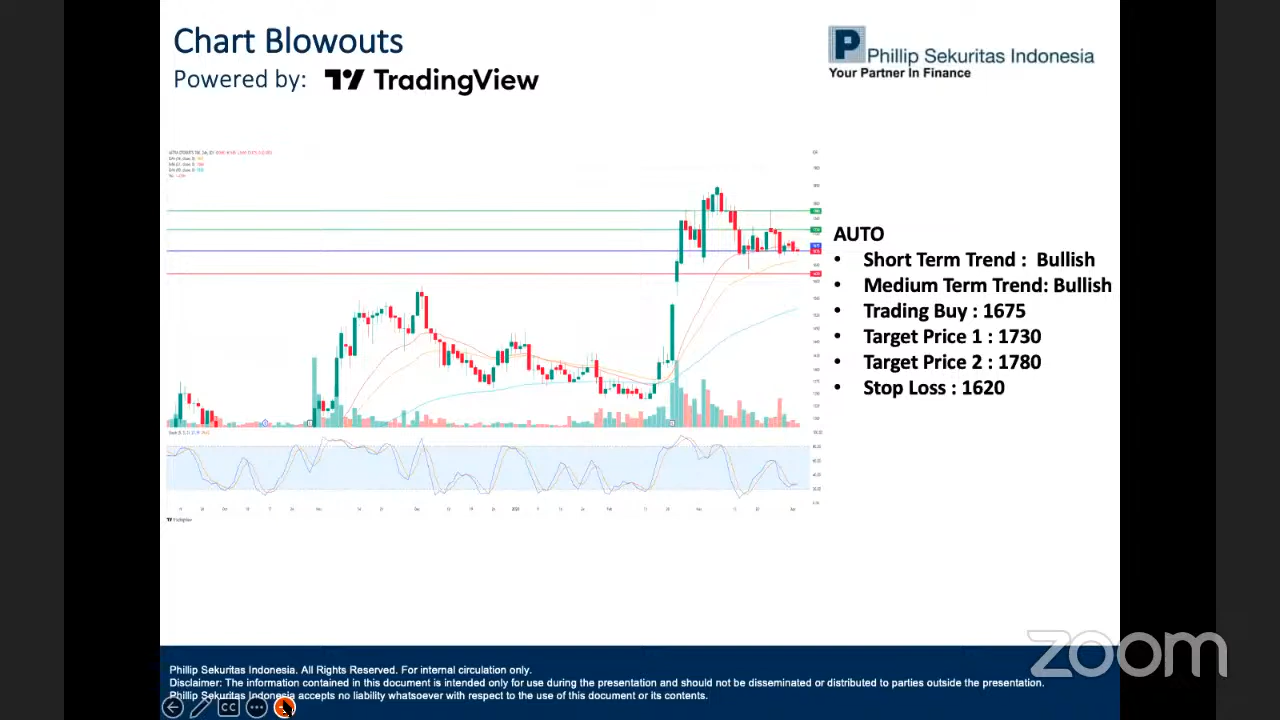 Chart Blowouts
Powered by: TradingView
P
Phillip Sekuritas Indonesia
Your Partner In Finance
AUTO
• Short Term Trend : Bullish
• Medium Term Trend: Bullish
• Trading Buy : 1675
• Target Price 1 : 1730
• Target Price 2 : 1780
• Stop Loss : 1620
TradingView
zoom
Phillip Sekuritas Indonesia. All Rights Reserved. For internal circulation only.
Disclaimer: The information contained in this document is intended only for use during the presentation and should not be disseminated or distributed to parties outside the presentation.
Phillip Sekuritas Indonesia accepts no liability whatsoever with respect to the use of this document or its contents.
CC